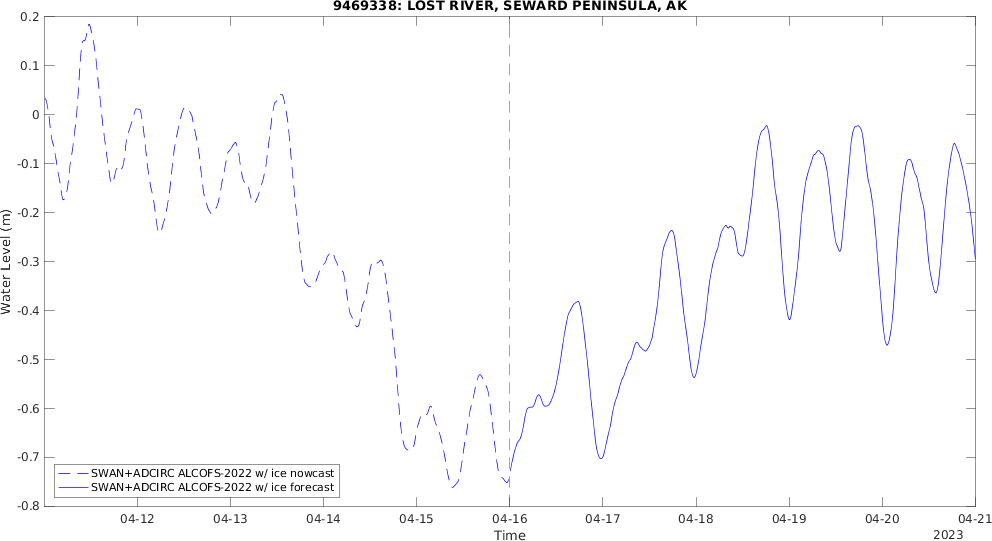 9469338: LOST RIVER, SEWARD PENINSULA, AK
0.2
0.1
0
-0.1
-0.2
-0.3
-0.4
-0.5
-0.6
-0.7
-0.8
Water Level (m)
SWAN+ADCIRC ALCOFS-2022 w/ ice nowcast
SWAN+ADCIRC ALCOFS-2022 w/ ice forecast
04-12 04-13 04-14 04-15 04-16 04-17 04-18 04-19 04-20 04-21
Time
2023